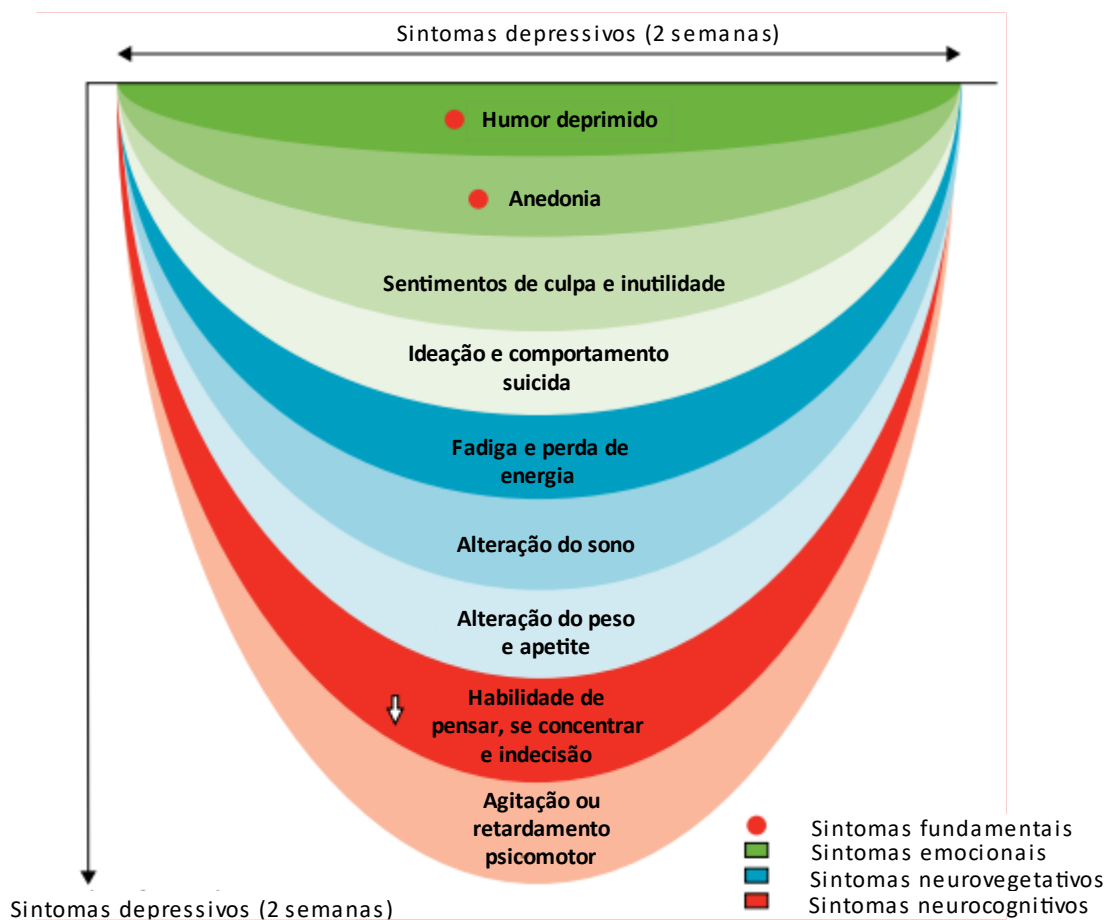 Sintomas depressivos (2 semanas)
Humor deprimido
Anedonia
Sentimentos de culpa e inutilidade
Ideação e comportamento
suicida
Fadiga e perda de
energia
Alteração do sono
Alteração do peso
e apetite
Habilidade de
pensar, se concentrar
e indecisão
Agitação ou
retardamento
psicomotor
Sintomas fundamentais
Sintomas emocionais
Sintomas neurovegetativos
Sintomas neurocognitivos
Sintomas depressivos (2 semanas)